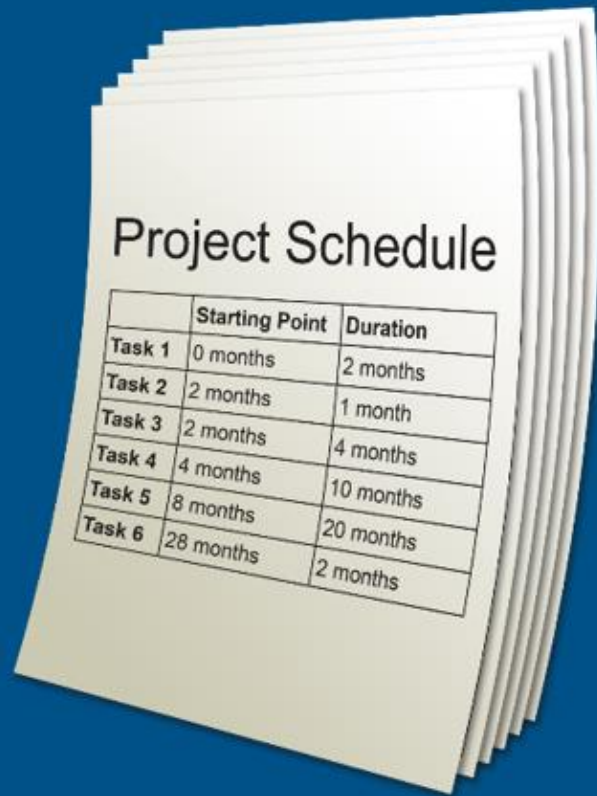 Project Schedule
Starting Point Duration
Task 1 0 months 2 months
Task 2 2 months 1 month
Task 3 2 months 4 months
Task 4 4 months 10 months
Task 5 8 months 20 months
Task 6 28 months 2 months